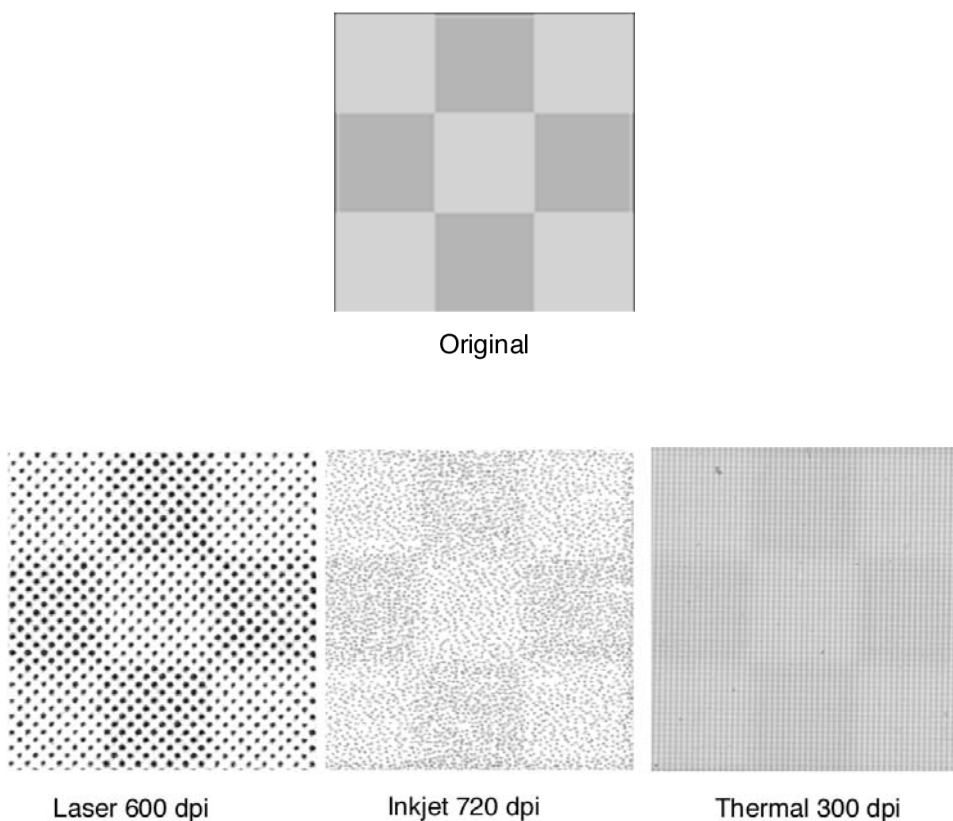 Original
Laser 600 dpi
Inkjet 720 dpi
Thermal 300 dpi